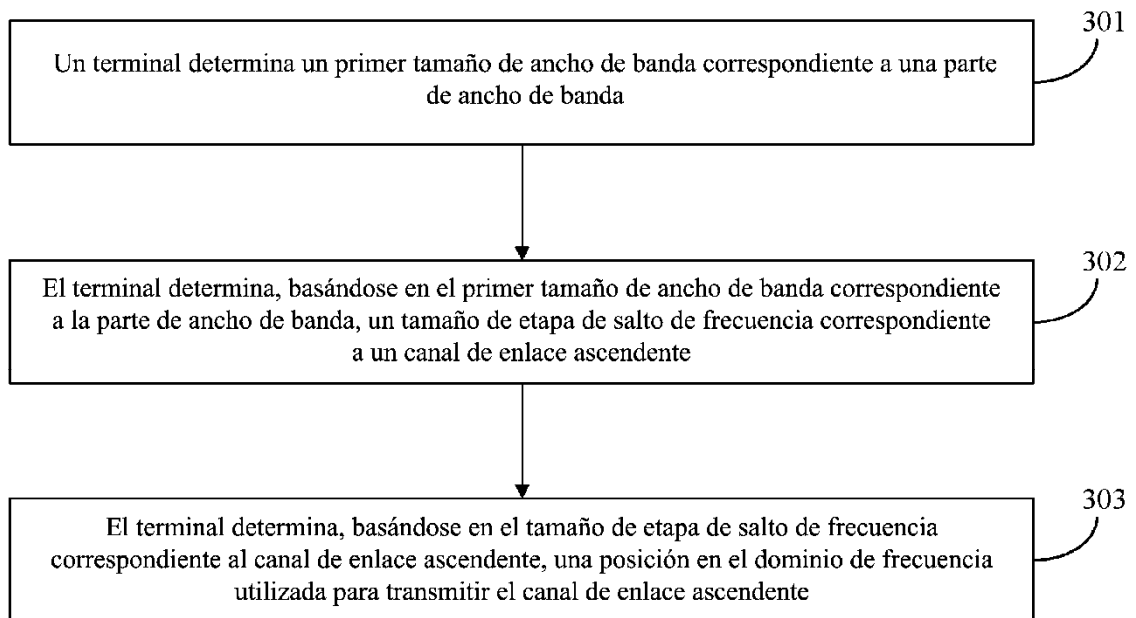 301
Un terminal determina un primer tamaño de ancho de banda correspondiente a una parte
de ancho de banda
302
El terminal determina, basándose en el primer tamaño de ancho de banda correspondiente
a la parte de ancho de banda, un tamaño de etapa de salto de frecuencia correspondiente
a un canal de enlace ascendente
303
El terminal determina, basándose en el tamaño de etapa de salto de frecuencia
correspondiente al canal de enlace ascendente, una posición en el dominio de frecuencia
utilizada para transmitir el canal de enlace ascendente